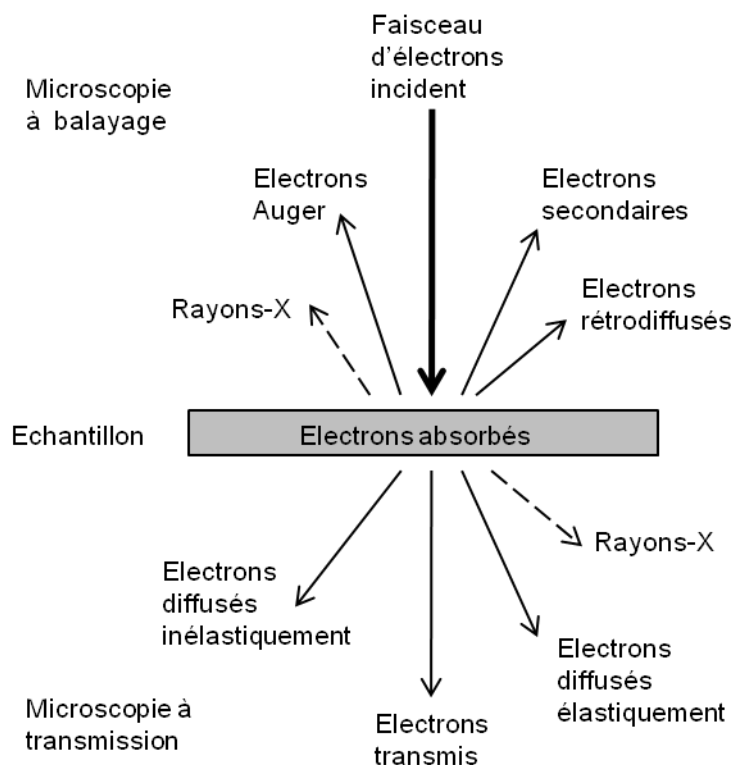 Faisceau
d'électrons
incident
Microscopie
à balayage
Electrons
Auger
Electrons
secondaires
Rayons-X
Electrons
rétrodiffusés
Echantillon
Electrons absorbés
Rayons-X
Electrons
diffusés
inélastiquement
Electrons
diffusés
élastiquement
Microscopie à
transmission
Electrons
transmis